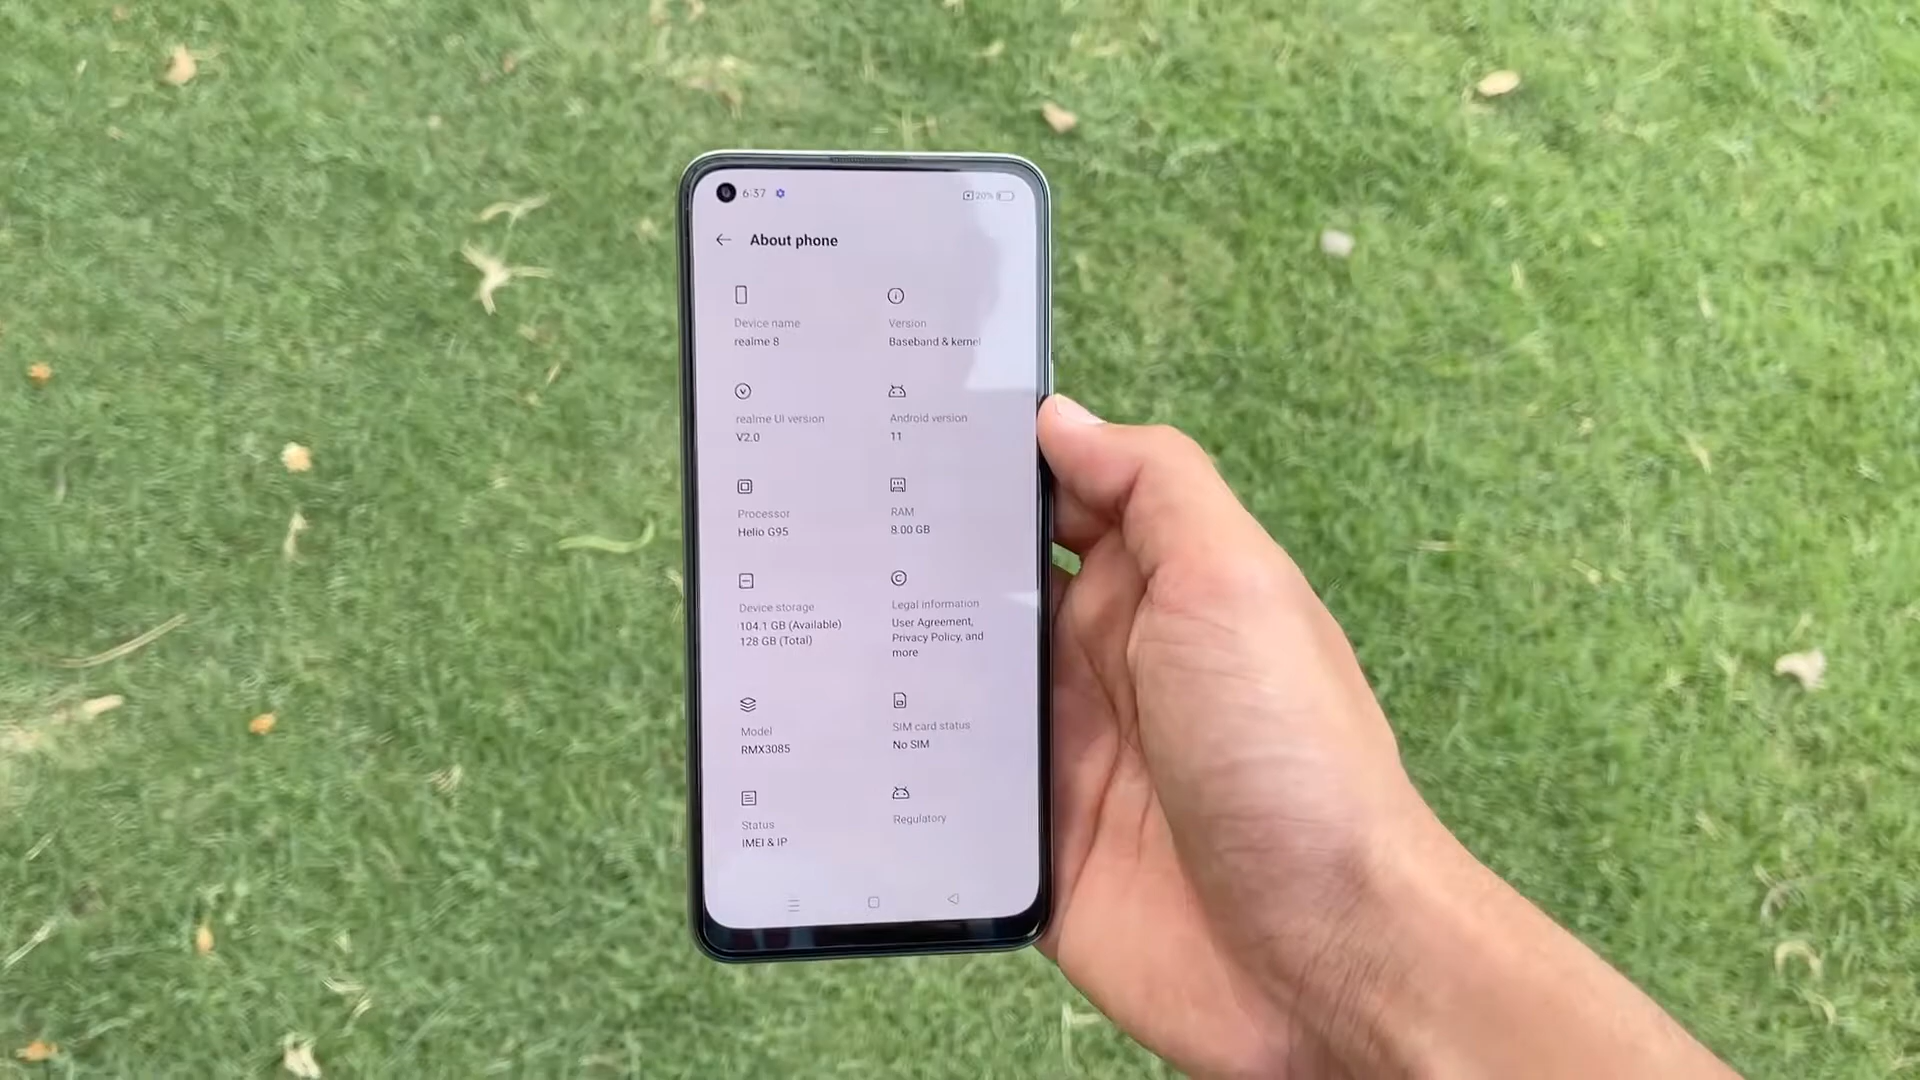 6:37
20%
About phone
Device name
realme 8
Version
Baseband & kernel
realme UI version
V2.0
Android version
11
Processor
Helio G95
RAM
8.00 GB
Device storage
104.1 GB (Available)
128 GB (Total)
Legal information
User Agreement,
Privacy Policy, and
more
Model
RMX3085
SIM card status
No SIM
Status
IMEI & IP
Regulatory